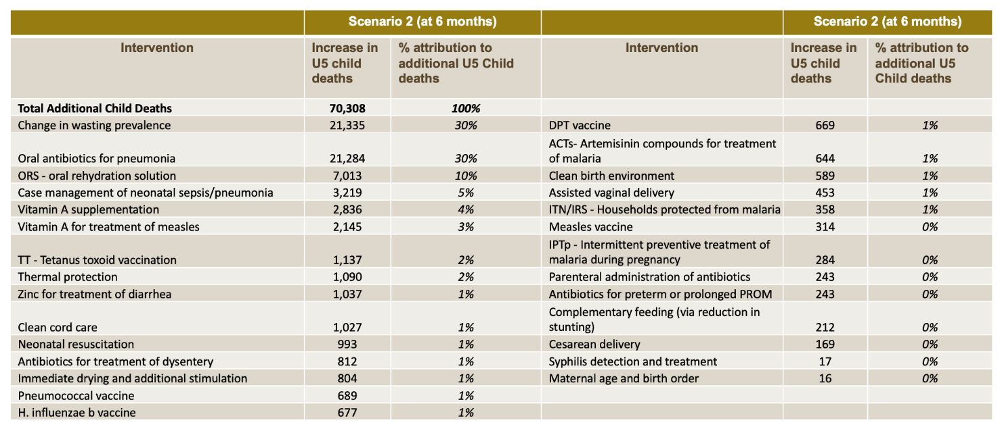 Scenario 2 (at 6 months) Scenario 2 (at 6 months)
Intervention Increase in % attribution to Intervention Increase in % attribution to
U5 child additional U5 Child U5 child additional U5
deaths deaths deaths Child deaths
Total Additional Child Deaths 70,308 100%
Change in wasting prevalence 21,335 30% DPT vaccine 669 1%
ACTs- Artemisinin compounds for treatment
Oral antibiotics for pneumonia 21,284 30% of malaria 644 1%
ORS - oral rehydration solution 7,013 10% Clean birth environment 589 1%
Case management of neonatal sepsis/pneumonia 3,219 5% Assisted vaginal delivery 453 1%
Vitamin A supplementation 2,836 4% ITN/IRS - Households protected from malaria 358 1%
Vitamin A for treatment of measles 2,145 3% Measles vaccine 314 0%
IPTp - Intermittent preventive treatment of
TT - Tetanus toxoid vaccination 1,137 2% malaria during pregnancy 284 0%
Thermal protection 1,090 2% Parenteral administration of antibiotics 243 0%
Zinc for treatment of diarrhea 1,037 1% Antibiotics for preterm or prolonged PROM 243 0%
Complementary feeding (via reduction in
Clean cord care 1,027 1% stunting) 212 0%
Neonatal resuscitation 993 1% Cesarean delivery 169 0%
Antibiotics for treatment of dysentery 812 1% Syphilis detection and treatment 17 0%
Immediate drying and additional stimulation 804 1% Maternal age and birth order 16 0%
Pneumococcal vaccine 689 1%
H. influenzae b vaccine 677 1%